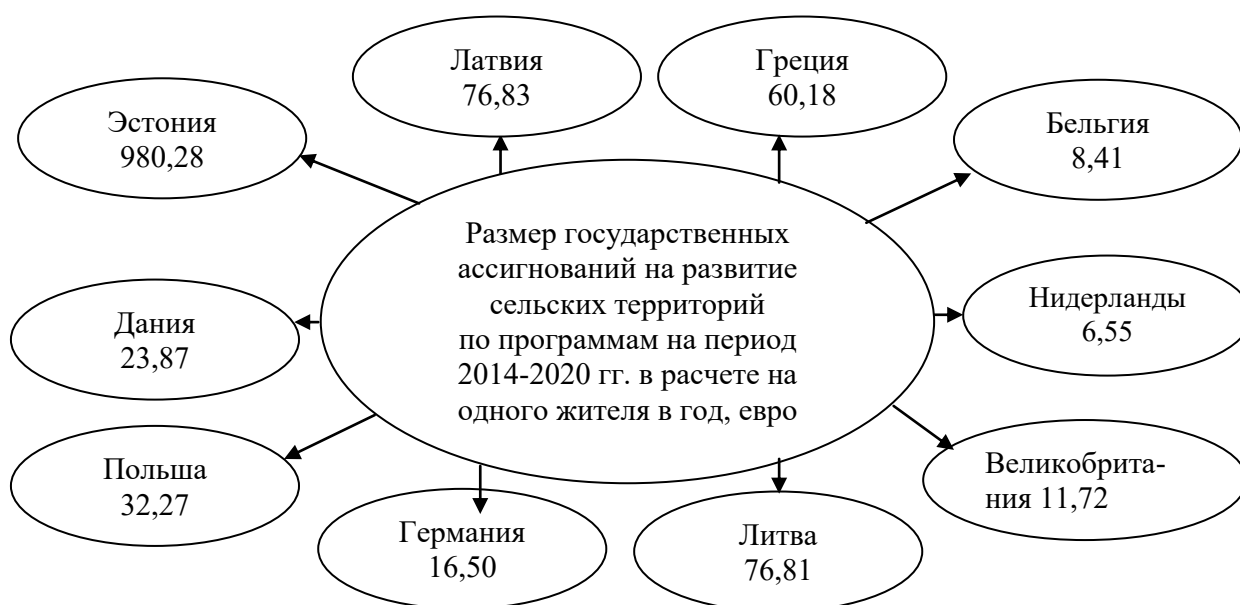 Латвия
76,83
Греция
60,18
Эстония
980,28
Бельгия
8,41
Размер государственных
ассигнований на развитие
сельских территорий
по программам на период
2014-2020 гг. в расчете на
одного жителя в год, евро
Дания
23,87
Нидерланды
6,55
Польша
32,27
Великобрита-
ния 11,72
Германия
16,50
Литва
76,81